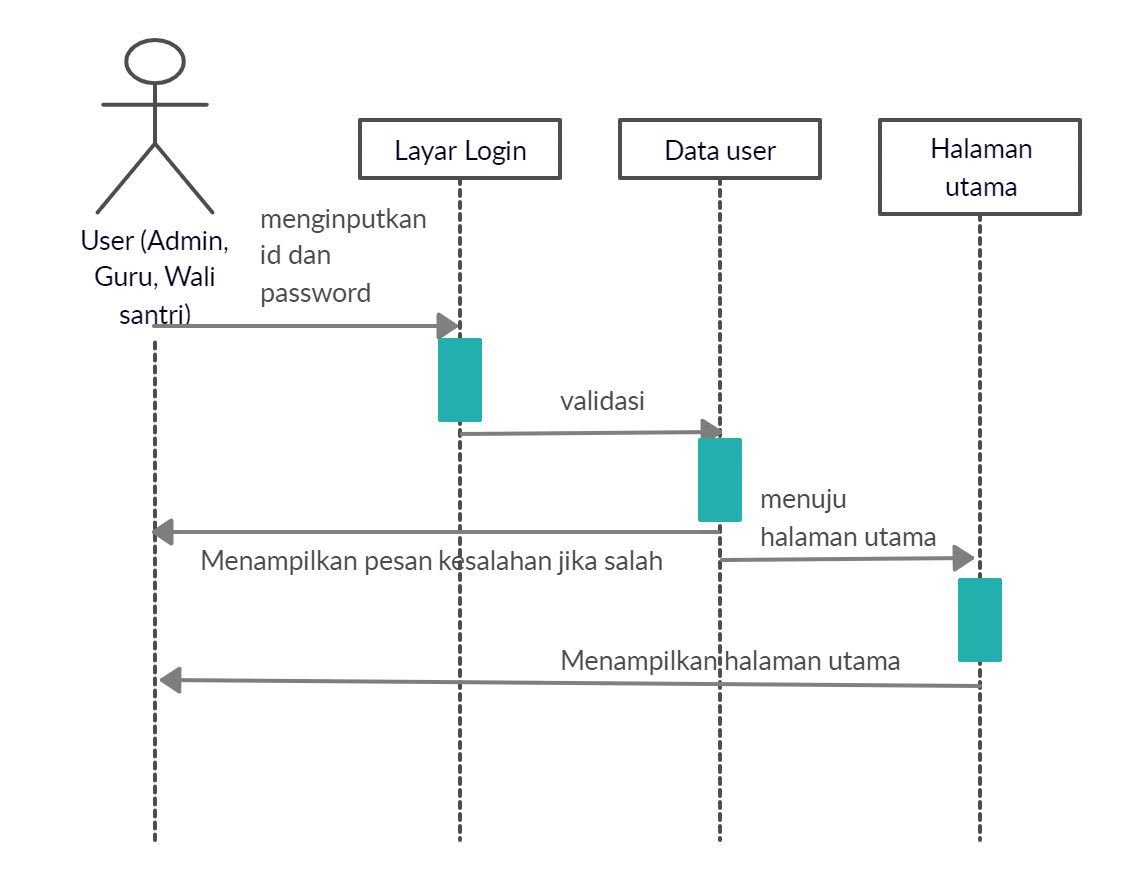 Layar Login
Data user
Halaman
utama
User (Admin,
Guru, Wali
santri)
menginputkan
id dan
password
validasi
menuju
halaman utama
Menampilkan pesan kesalahan jika salah
Menampilkan halaman utama